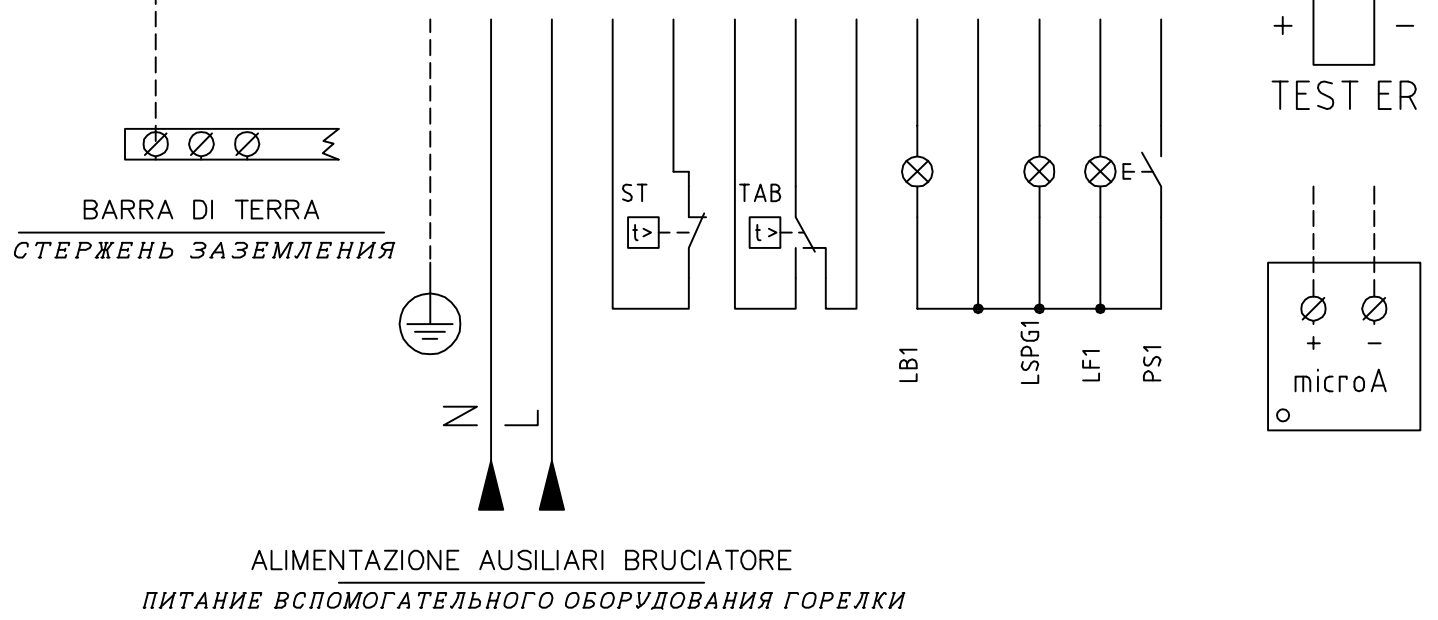 + -
TEST ER
ST
TAB
t>
t>
BARRA DI TERRA
СТЕРЖЕНЬ ЗАЗЕМЛЕНИЯ
LB1
LSPG1
LF1
PS1
+ -
microA
N
L
ALIMENTAZIONE AUSILIARI BRUCIATORE
ПИТАНИЕ ВСПОМОГАТЕЛЬНОГО ОБОРУДОВАНИЯ ГОРЕЛКИ